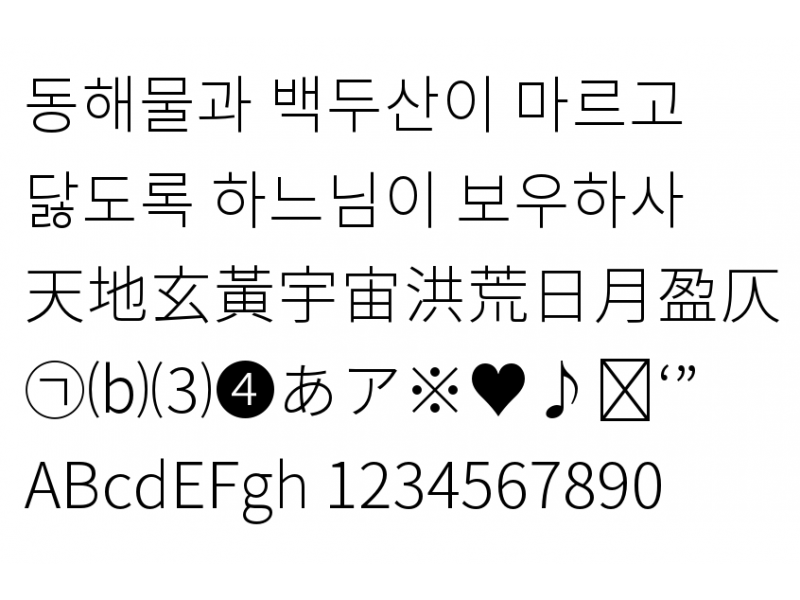 동해물과 백두산이 마르고
닳도록 하느님이 보우하사
天地玄黃宇宙洪荒日月盈仄
㉠⒝⑶❹あア※♥♪‘”
ABcdEFgh 1234567890